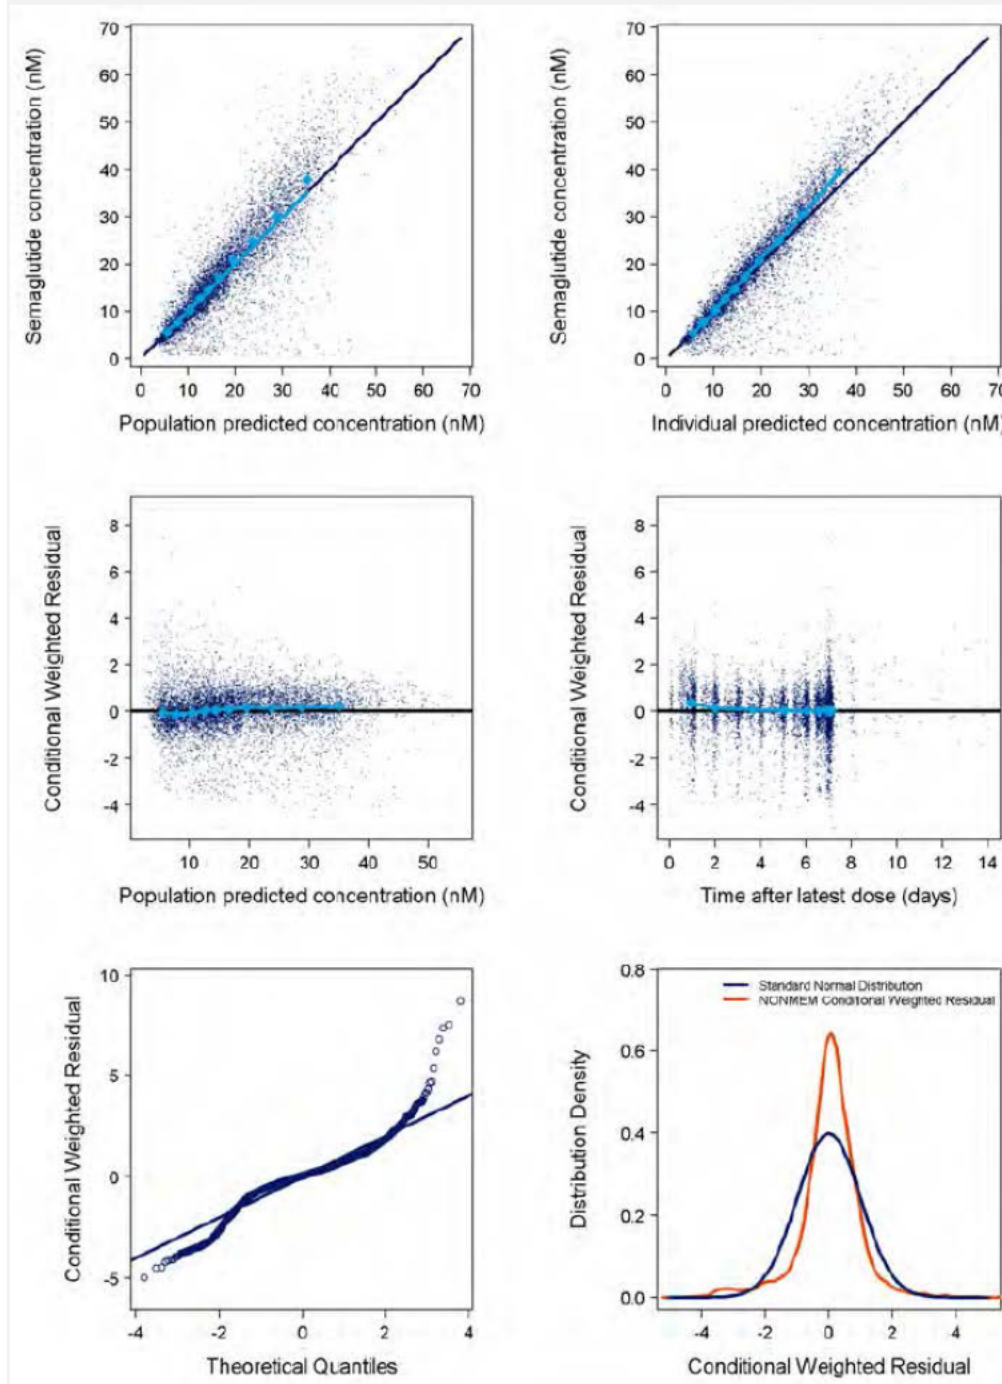 Semaglutide concentration (nM)
70
60
50
40
30
20
10
0
0 10 20 30 40 50 60 70
Population predicted concentration (nM)
Semaglutide concentration (nM)
70
60
50
40
30
20
10
0
0 10 20 30 40 50 60 70
Individual predicted concentration (nM)
Conditional Weighted Residual
8
6
4
2
0
-2
-4
10 20 30 40 50
Population predicted concentration (nM)
Conditional Weighted Residual
8
6
4
2
0
-2
-4
0 2 4 6 8 10 12 14
Time after latest dose (days)
Conditional Weighted Residual
10
5
0
-5
-4 -2 0 2 4
Theoretical Quantiles
Distribution Density
0.8
0.6
0.4
0.2
0.0
Standard Normal Distribution
NONMEM Conditional Weighted Residual
-4 -2 0 2 4
Conditional Weighted Residual